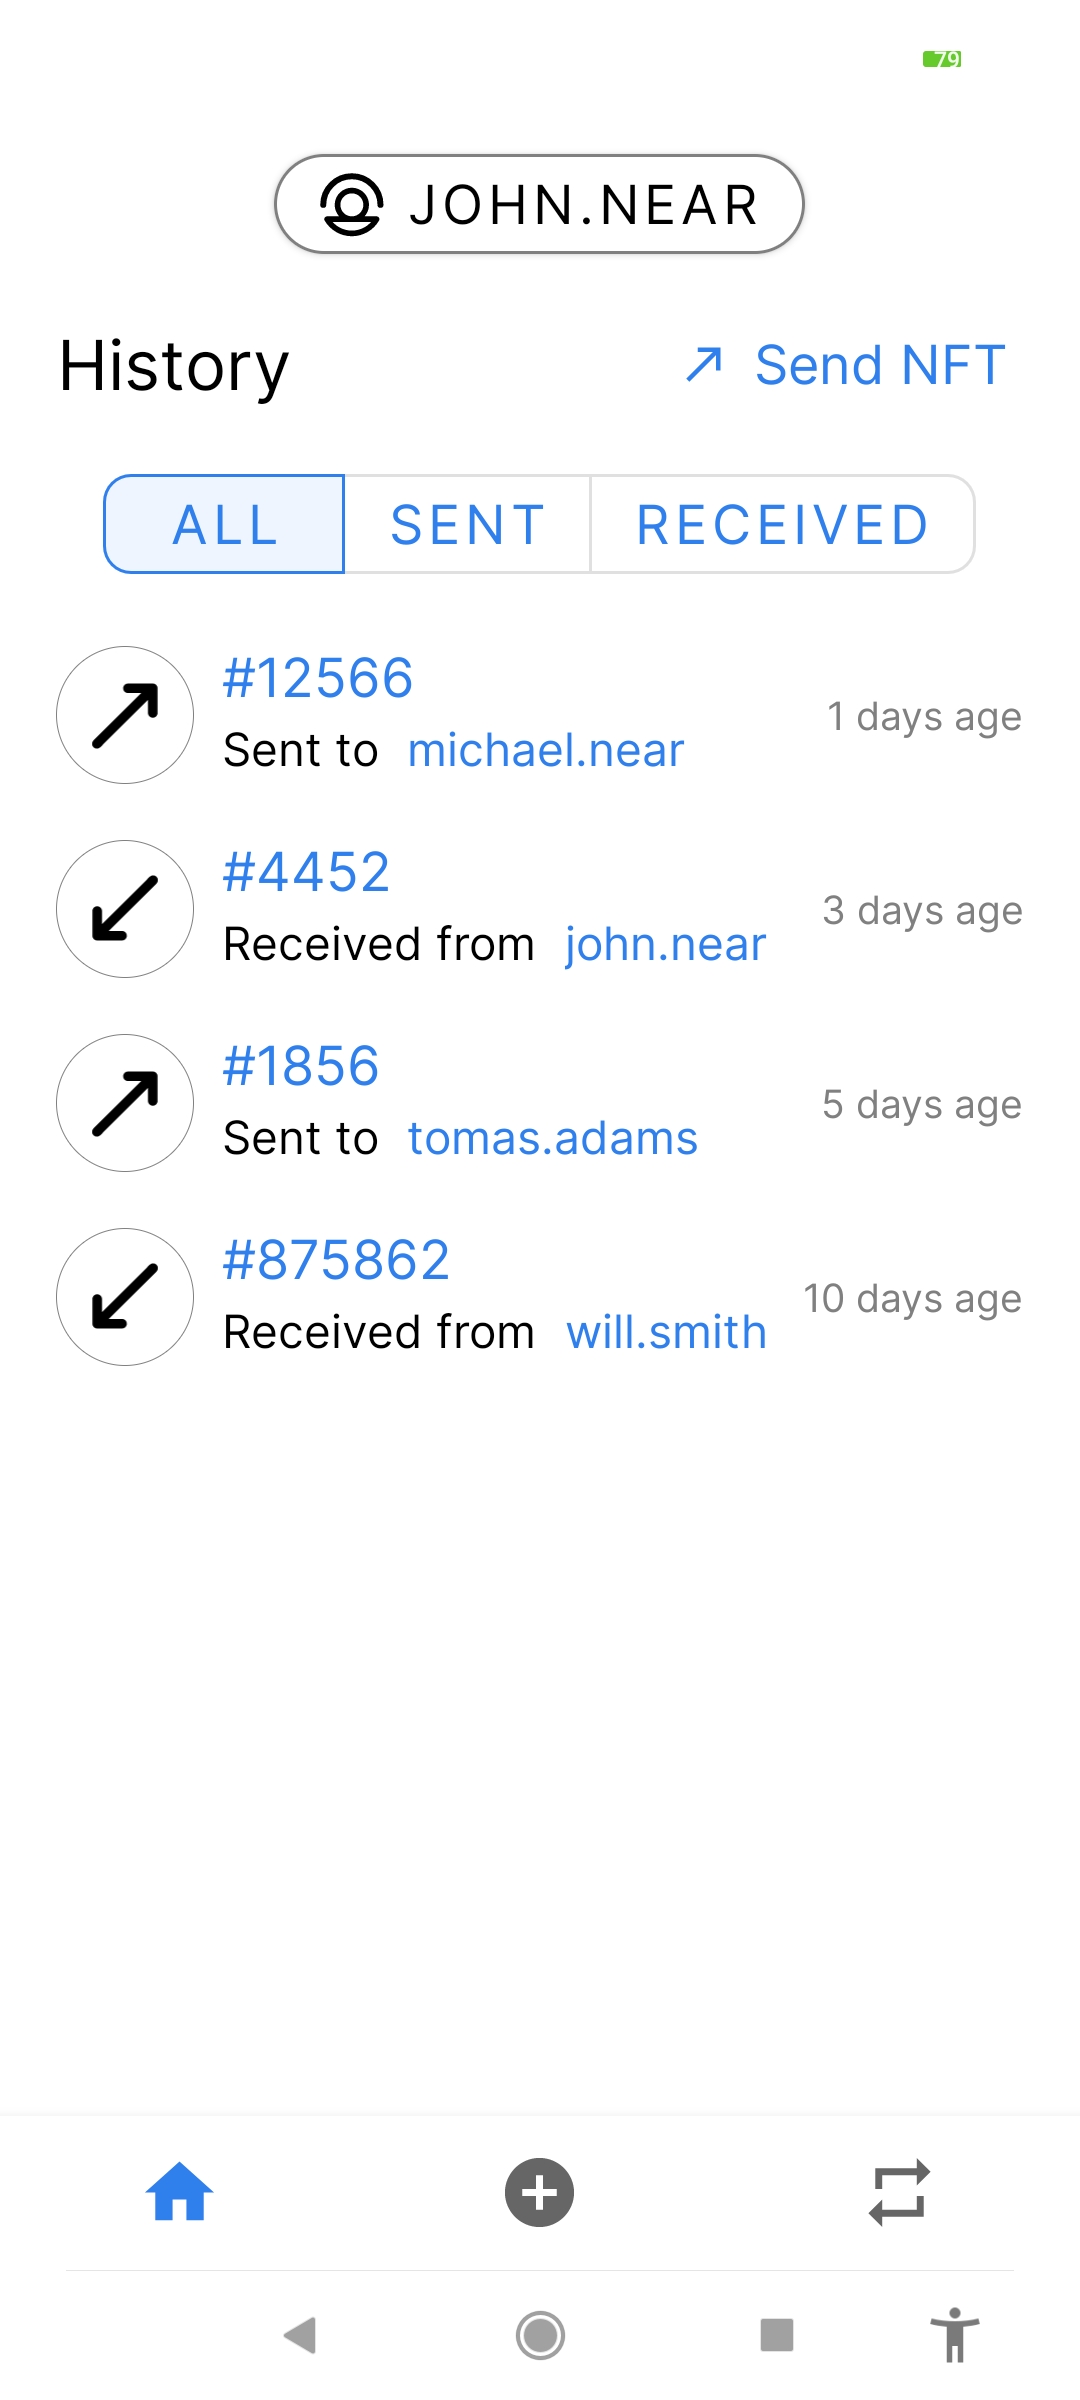 79
JOHN.NEAR
History
Send NFT
ALL SENT RECEIVED
#12566
Sent to michael.near
1 days age
#4452
Received from john.near
3 days age
#1856
Sent to tomas.adams
5 days age
#875862
Received from will.smith
10 days age